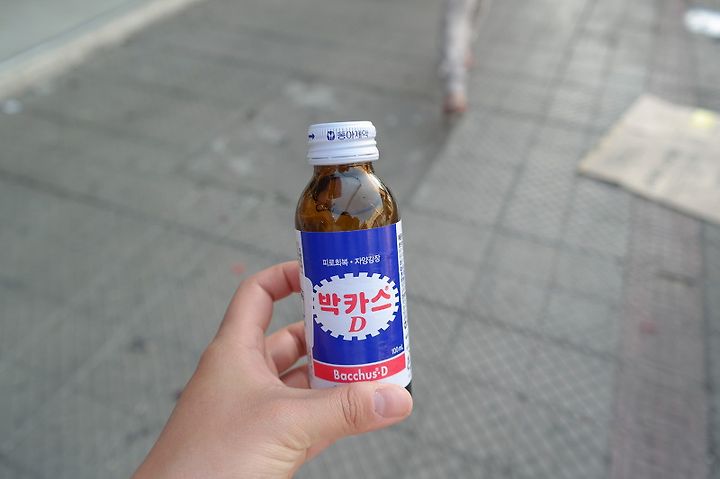 동아제약
피로회복 • 자양강장
박카스®
D
100mL
Bacchus®-D